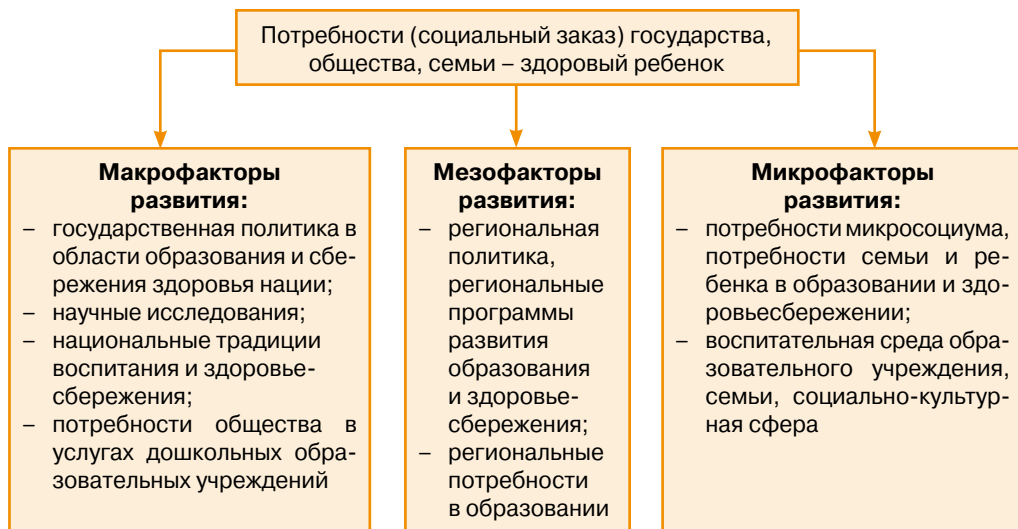 Потребности (социальный заказ) государства,
общества, семьи – здоровый ребенок
Макрофакторы
развития:
– государственная политика в
области образования и сбе-
режения здоровья нации;
– научные исследования;
– национальные традиции
воспитания и здоровье-
сбережения;
– потребности общества в
услугах дошкольных обра-
зовательных учреждений
Мезофакторы
развития:
– региональная
политика,
региональные
программы
развития
образования
и здоровье-
сбережения;
– региональные
потребности
в образовании
Микрофакторы
развития:
– потребности микросоциума,
потребности семьи и ре-
бенка в образовании и здо-
ровьесбережении;
– воспитательная среда обра-
зовательного учреждения,
семьи, социально-культур-
ная сфера